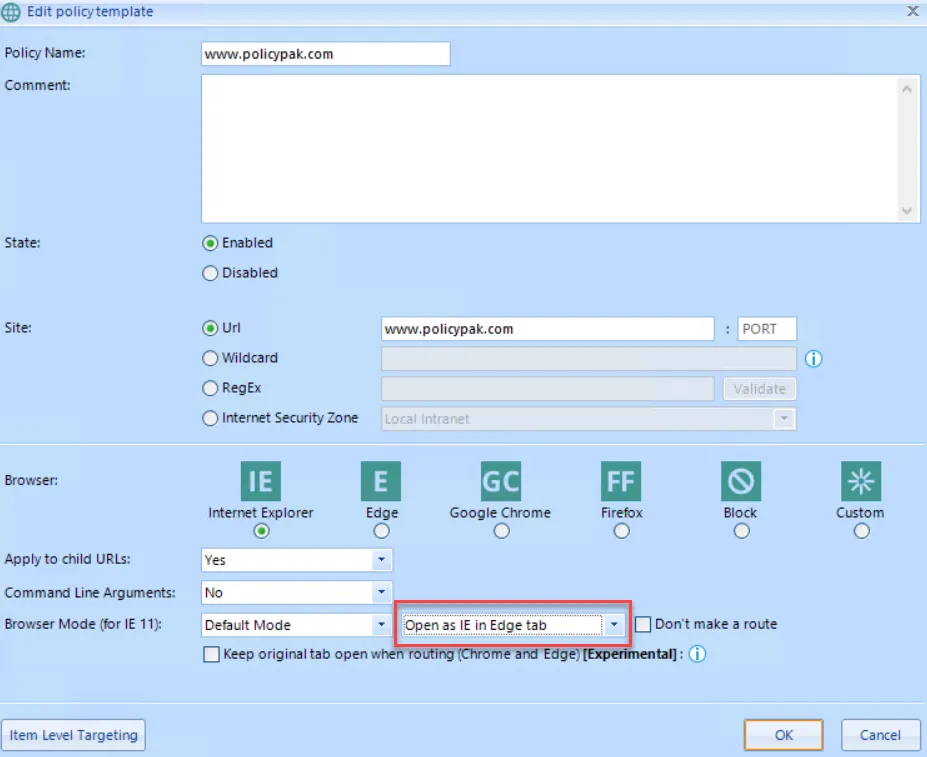 Edit policy template
Policy Name: www.policypak.com
Comment:
State: Enabled
Disabled
Site: Url www.policypak.com : PORT
Wildcard
RegEx Validate
Internet Security Zone Local Intranet
Browser: IE E GC FF
Internet Explorer Edge Google Chrome Firefox Block Custom
Apply to child URLs: Yes
Command Line Arguments: No
Browser Mode (for IE 11): Default Mode Open as IE in Edge tab Don't make a route
Keep original tab open when routing (Chrome and Edge) [Experimental] :
Item Level Targeting OK Cancel